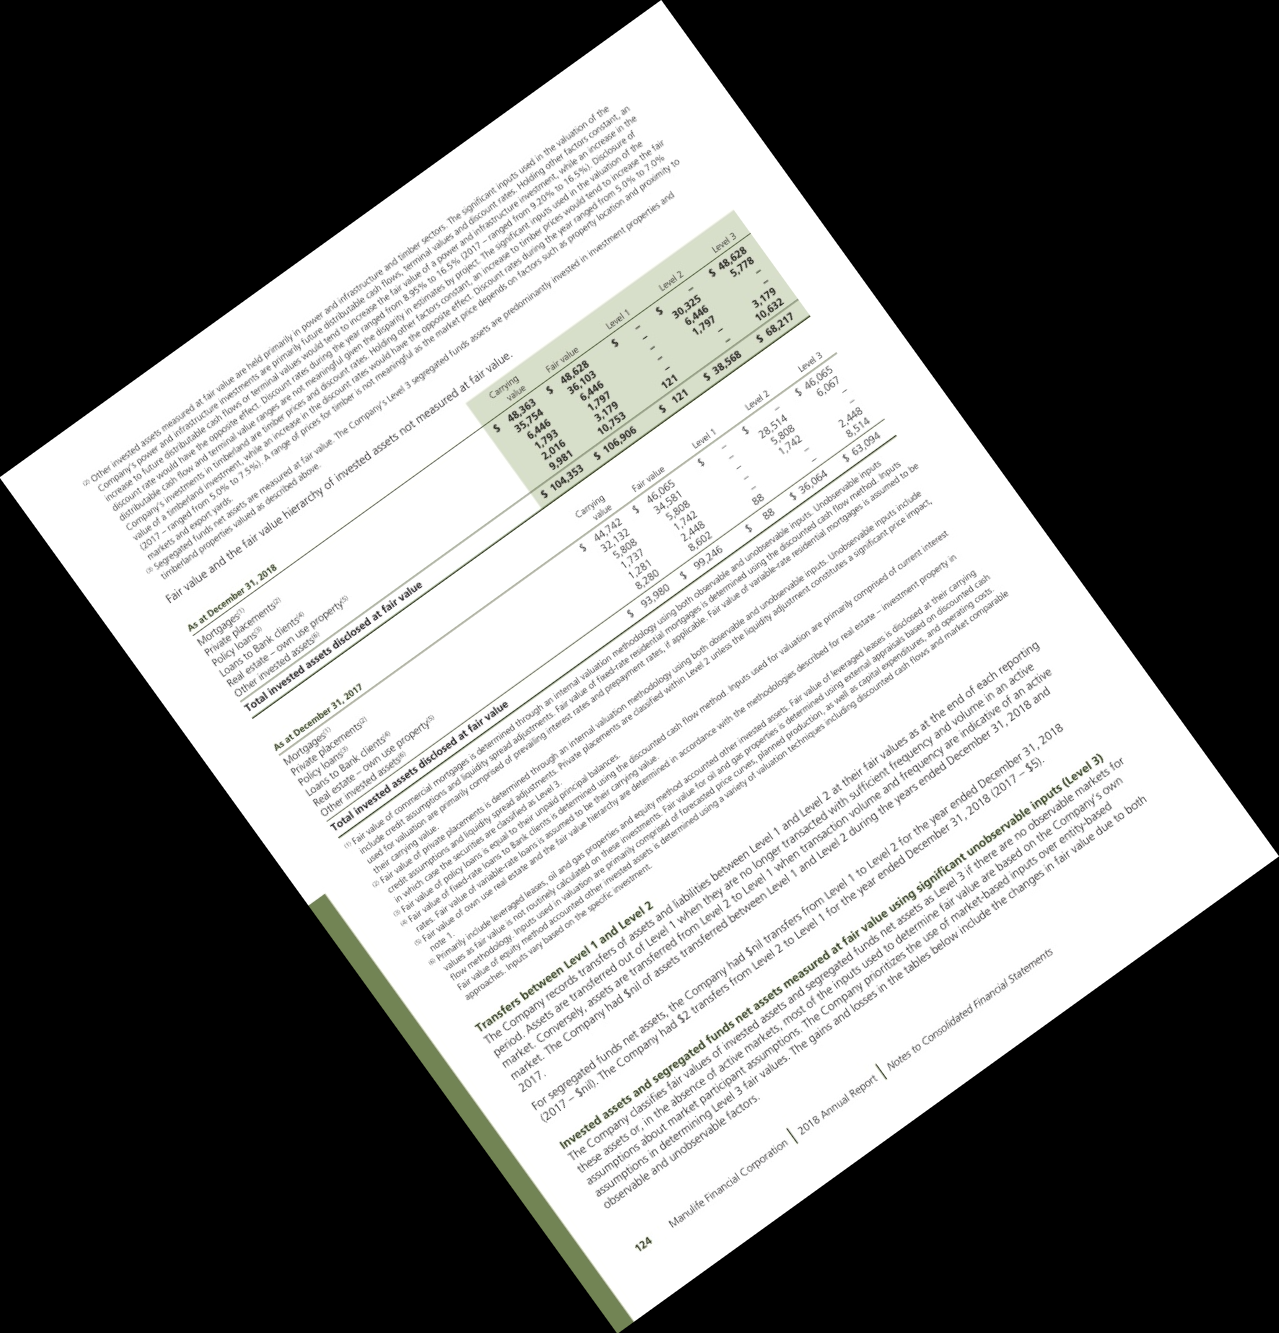 (2) Other invested assets measured at fair value are held primarily in power and infrastructure and timber sectors. The significant inputs used in the valuation of the
Company's power and infrastructure investments are primarily future distributable cash flows, terminal values and discount rates. Holding other factors constant, an
increase to future distributable cash flows or terminal values would tend to increase the fair value of a power and infrastructure investment, while an increase in the
discount rate would have the opposite effect. Discount rates during the year ranged from 8.95% to 16.5% (2017 – ranged from 9.20% to 16.5%). Disclosure of
distributable cash flow and terminal value ranges are not meaningful given the disparity in estimates by project. The significant inputs used in the valuation of the
Company's investments in timberland are timber prices and discount rates. Holding other factors constant, an increase to timber prices would tend to increase the fair
value of a timberland investment, while an increase in the discount rates would have the opposite effect. Discount rates during the year ranged from 5.0% to 7.0%
(2017 – ranged from 5.0% to 7.5%). A range of prices for timber is not meaningful as the market price depends on factors such as property location and proximity to
markets and export yards.
(3) Segregated funds net assets are measured at fair value. The Company's Level 3 segregated funds assets are predominantly invested in investment properties and
timberland properties valued as described above.
Fair value and the fair value hierarchy of invested assets not measured at fair value.
As at December 31, 2018 Carrying value Fair value Level 1 Level 2 Level 3
Mortgages(1) $ 48,363 $ 48,628 $ – $ – $ 48,628
Private placements(2) 35,754 36,103 – 30,325 5,778
Policy loans(3) 6,446 6,446 – 6,446 –
Loans to Bank clients(4) 1,793 1,797 – 1,797 –
Real estate – own use property(5) 2,016 3,179 – – 3,179
Other invested assets(6) 9,981 10,753 121 – 10,632
Total invested assets disclosed at fair value $ 104,353 $ 106,906 $ 121 $ 38,568 $ 68,217
As at December 31, 2017 Carrying value Fair value Level 1 Level 2 Level 3
Mortgages(1) $ 44,742 $ 46,065 $ – $ – $ 46,065
Private placements(2) 32,132 34,581 – 28,514 6,067
Policy loans(3) 5,808 5,808 – 5,808 –
Loans to Bank clients(4) 1,737 1,742 – 1,742 –
Real estate – own use property(5) 1,281 2,448 – – 2,448
Other invested assets(6) 8,280 8,602 88 – 8,514
Total invested assets disclosed at fair value $ 93,980 $ 99,246 $ 88 $ 36,064 $ 63,094
(1) Fair value of commercial mortgages is determined through an internal valuation methodology using both observable and unobservable inputs. Unobservable inputs
include credit assumptions and liquidity spread adjustments. Fair value of fixed-rate residential mortgages is determined using the discounted cash flow method. Inputs
used for valuation are primarily comprised of prevailing interest rates and prepayment rates, if applicable. Fair value of variable-rate residential mortgages is assumed to be
their carrying value.
(2) Fair value of private placements is determined through an internal valuation methodology using both observable and unobservable inputs. Unobservable inputs include
credit assumptions and liquidity spread adjustments. Private placements are classified within Level 2 unless the liquidity adjustment constitutes a significant price impact,
in which case the securities are classified as Level 3.
(3) Fair value of policy loans is equal to their unpaid principal balances.
(4) Fair value of fixed-rate loans to Bank clients is determined using the discounted cash flow method. Inputs used for valuation are primarily comprised of current interest
rates. Fair value of variable-rate loans is assumed to be their carrying value.
(5) Fair value of own use real estate and the fair value hierarchy are determined in accordance with the methodologies described for real estate – investment property in
note 1.
(6) Primarily include leveraged leases, oil and gas properties and equity method accounted other invested assets. Fair value of leveraged leases is disclosed at their carrying
values as fair value is not routinely calculated on these investments. Fair value for oil and gas properties is determined using external appraisals based on discounted cash
flow methodology. Inputs used in valuation are primarily comprised of forecasted price curves, planned production, as well as capital expenditures, and operating costs.
Fair value of equity method accounted other invested assets is determined using a variety of valuation techniques including discounted cash flows and market comparable
approaches. Inputs vary based on the specific investment.
Transfers between Level 1 and Level 2
The Company records transfers of assets and liabilities between Level 1 and Level 2 at their fair values as at the end of each reporting
period. Assets are transferred out of Level 1 when they are no longer transacted with sufficient frequency and volume in an active
market. Conversely, assets are transferred from Level 2 to Level 1 when transaction volume and frequency are indicative of an active
market. The Company had $nil of assets transferred between Level 1 and Level 2 during the years ended December 31, 2018 and
2017.
For segregated funds net assets, the Company had $nil transfers from Level 1 to Level 2 for the year ended December 31, 2018
(2017 – $nil). The Company had $2 transfers from Level 2 to Level 1 for the year ended December 31, 2018 (2017 – $5).
Invested assets and segregated funds net assets measured at fair value using significant unobservable inputs (Level 3)
The Company classifies fair values of invested assets and segregated funds net assets as Level 3 if there are no observable markets for
these assets or, in the absence of active markets, most of the inputs used to determine fair value are based on the Company's own
assumptions about market participant assumptions. The Company prioritizes the use of market-based inputs over entity-based
assumptions in determining Level 3 fair values. The gains and losses in the tables below include the changes in fair value due to both
observable and unobservable factors.
124 Manulife Financial Corporation | 2018 Annual Report | Notes to Consolidated Financial Statements